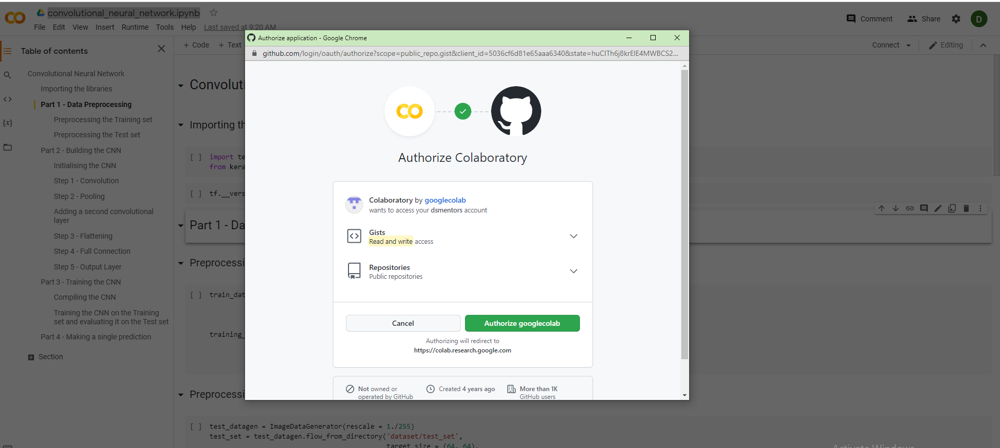 convolutional_neural_network.ipynb
File Edit View Insert Runtime Tools Help Last saved at 9:20 AM
Comment Share D
Table of contents
+ Code + Text
Connect Editing
Convolutional Neural Network
Importing the libraries
Part 1 - Data Preprocessing
Preprocessing the Training set
Preprocessing the Test set
Part 2 - Building the CNN
Initialising the CNN
Step 1 - Convolution
Step 2 - Pooling
Adding a second convolutional
layer
Step 3 - Flattening
Step 4 - Full Connection
Step 5 - Output Layer
Part 3 - Training the CNN
Compiling the CNN
Training the CNN on the Training
set and evaluating it on the Test set
Part 4 - Making a single prediction
Section
Convoluti
Importing th
[ ] import te
from kera
[ ] tf.__vers
Part 1 - Da
Preprocessi
[ ] train_dat
training_
Preprocessi
[ ] test_datagen = ImageDataGenerator(rescale = 1./255)
test_set = test_datagen.flow_from_directory('dataset/test_set',
target_size = (64, 64),
Authorize application - Google Chrome
github.com/login/oauth/authorize?scope=public_repo,gist&client_id=5036cf6d81e65aaa6340&state=huCITh6j8krEIE4MWBCS2...
CO
Authorize Colaboratory
Colaboratory by googlecolab
wants to access your dsmentors account
Gists
Read and write access
Repositories
Public repositories
Cancel
Authorize googlecolab
Authorizing will redirect to
https://colab.research.google.com
Not owned or
operated by GitHub
Created 4 years ago
More than 1K
GitHub users
Activate Windows